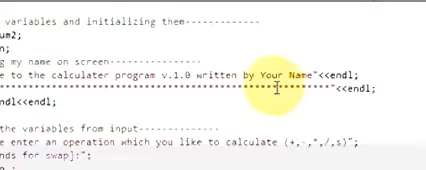 variables and initializing them-------------
um2;
n;
g my name on screen---------------
e to the calculater program v.1.0 written by Your Name"<<endl;
"<<endl;
endl<<endl;
the variables from input-------------
e enter an operation which you like to calculate (+,-,*,/,s)";
nds for swap]:";